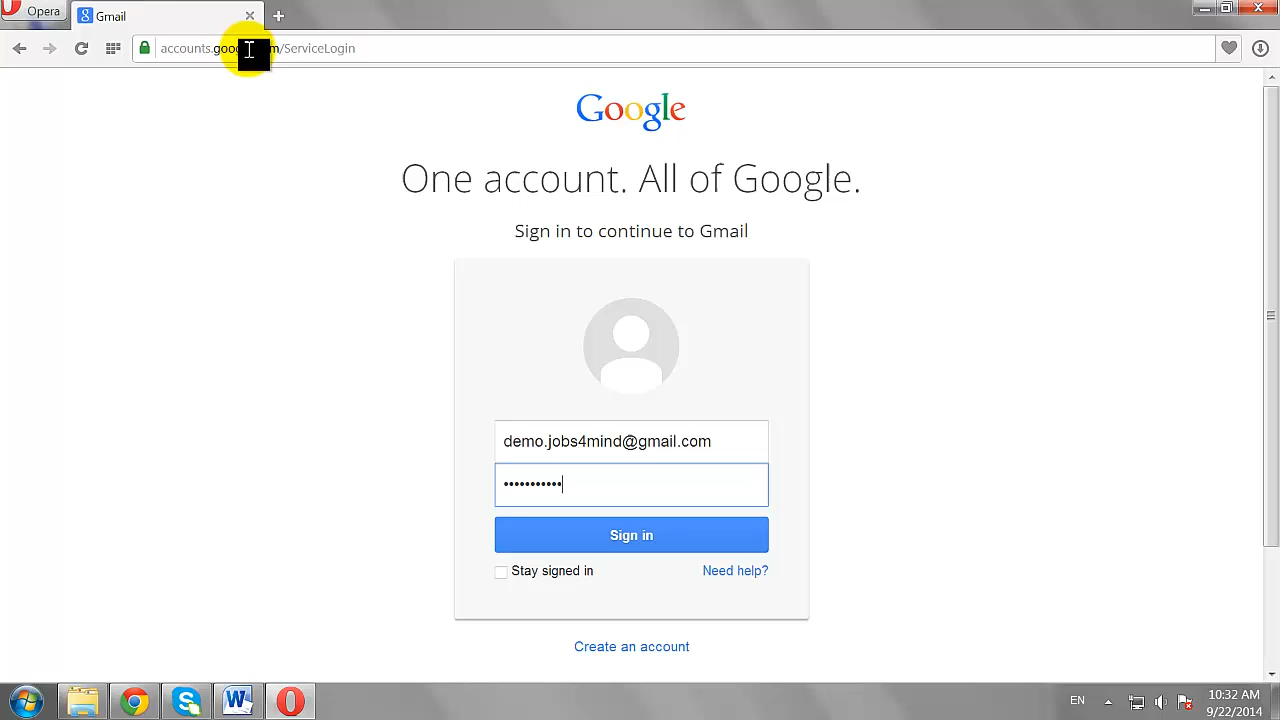 Opera
Gmail
accounts.goo m/ServiceLogin
Google
One account. All of Google.
Sign in to continue to Gmail
demo.jobs4mind@gmail.com
•••••••••••
Sign in
Stay signed in
Need help?
Create an account
EN
10:32 AM
9/22/2014